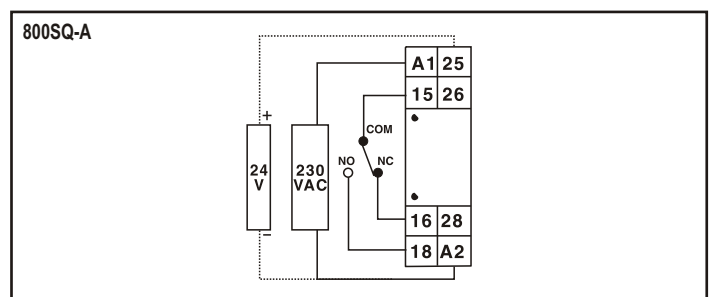 800SQ-A
A1 25
15 26
+
COM
24 V
230 VAC
NO
NC
16 28
−
18 A2